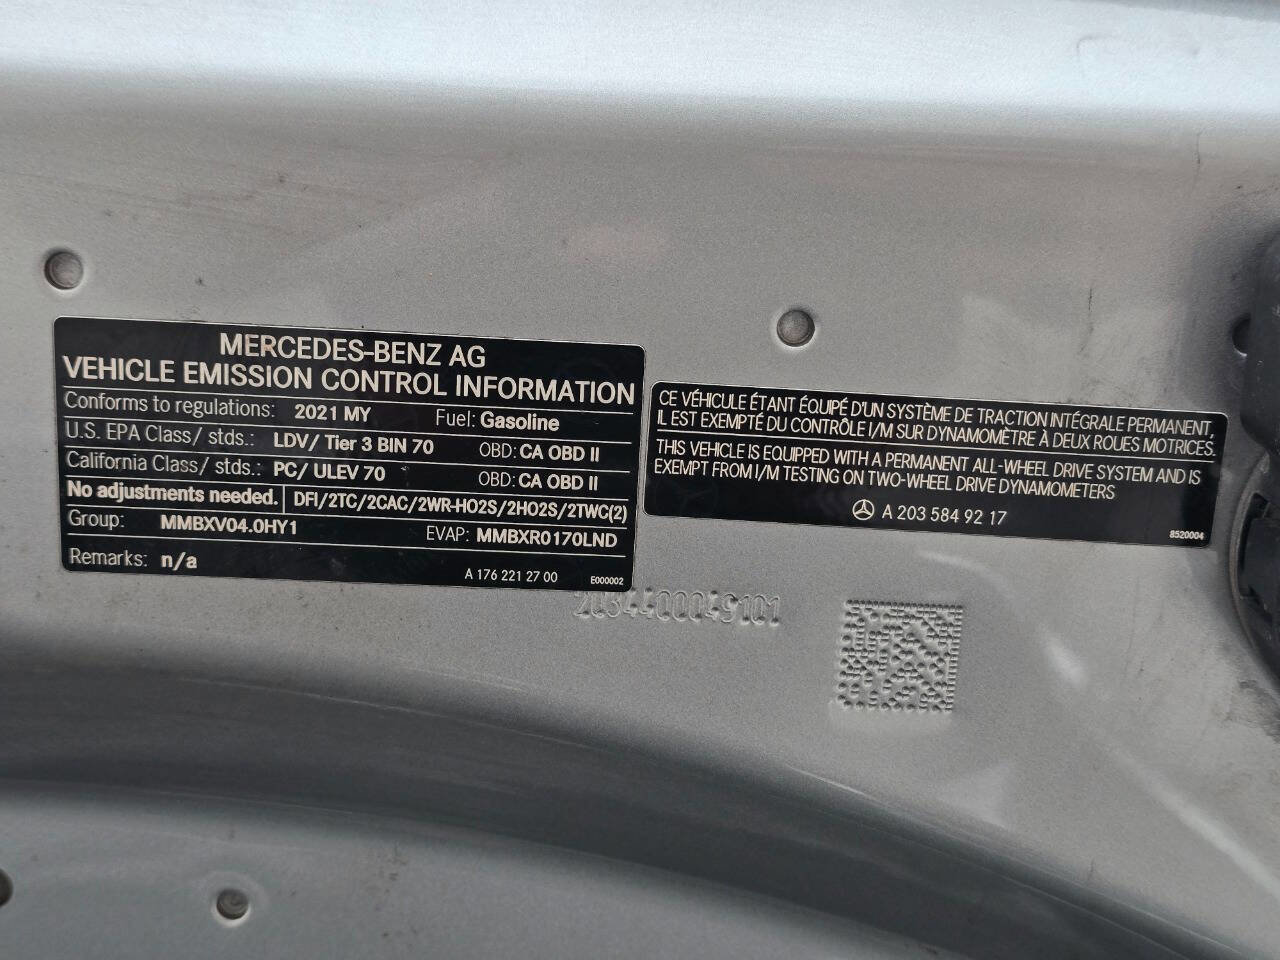 MERCEDES-BENZ AG
VEHICLE EMISSION CONTROL INFORMATION
Conforms to regulations: 2021 MY Fuel: Gasoline
U.S. EPA Class/ stds.: LDV/ Tier 3 BIN 70 OBD: CA OBD II
California Class/ stds.: PC/ ULEV 70 OBD: CA OBD II
No adjustments needed. DFI/2TC/2CAC/2WR-HO2S/2HO2S/2TWC(2)
Group: MMBXV04.0HY1 EVAP: MMBXR0170LND
Remarks: n/a
A 176 221 27 00 E000002
CE VÉHICULE ÉTANT ÉQUIPÉ D'UN SYSTÈME DE TRACTION INTÉGRALE PERMANENT,
IL EST EXEMPTÉ DU CONTRÔLE I/M SUR DYNAMOMÈTRE À DEUX ROUES MOTRICES.
THIS VEHICLE IS EQUIPPED WITH A PERMANENT ALL-WHEEL DRIVE SYSTEM AND IS
EXEMPT FROM I/M TESTING ON TWO-WHEEL DRIVE DYNAMOMETERS
A 203 584 92 17
8520004